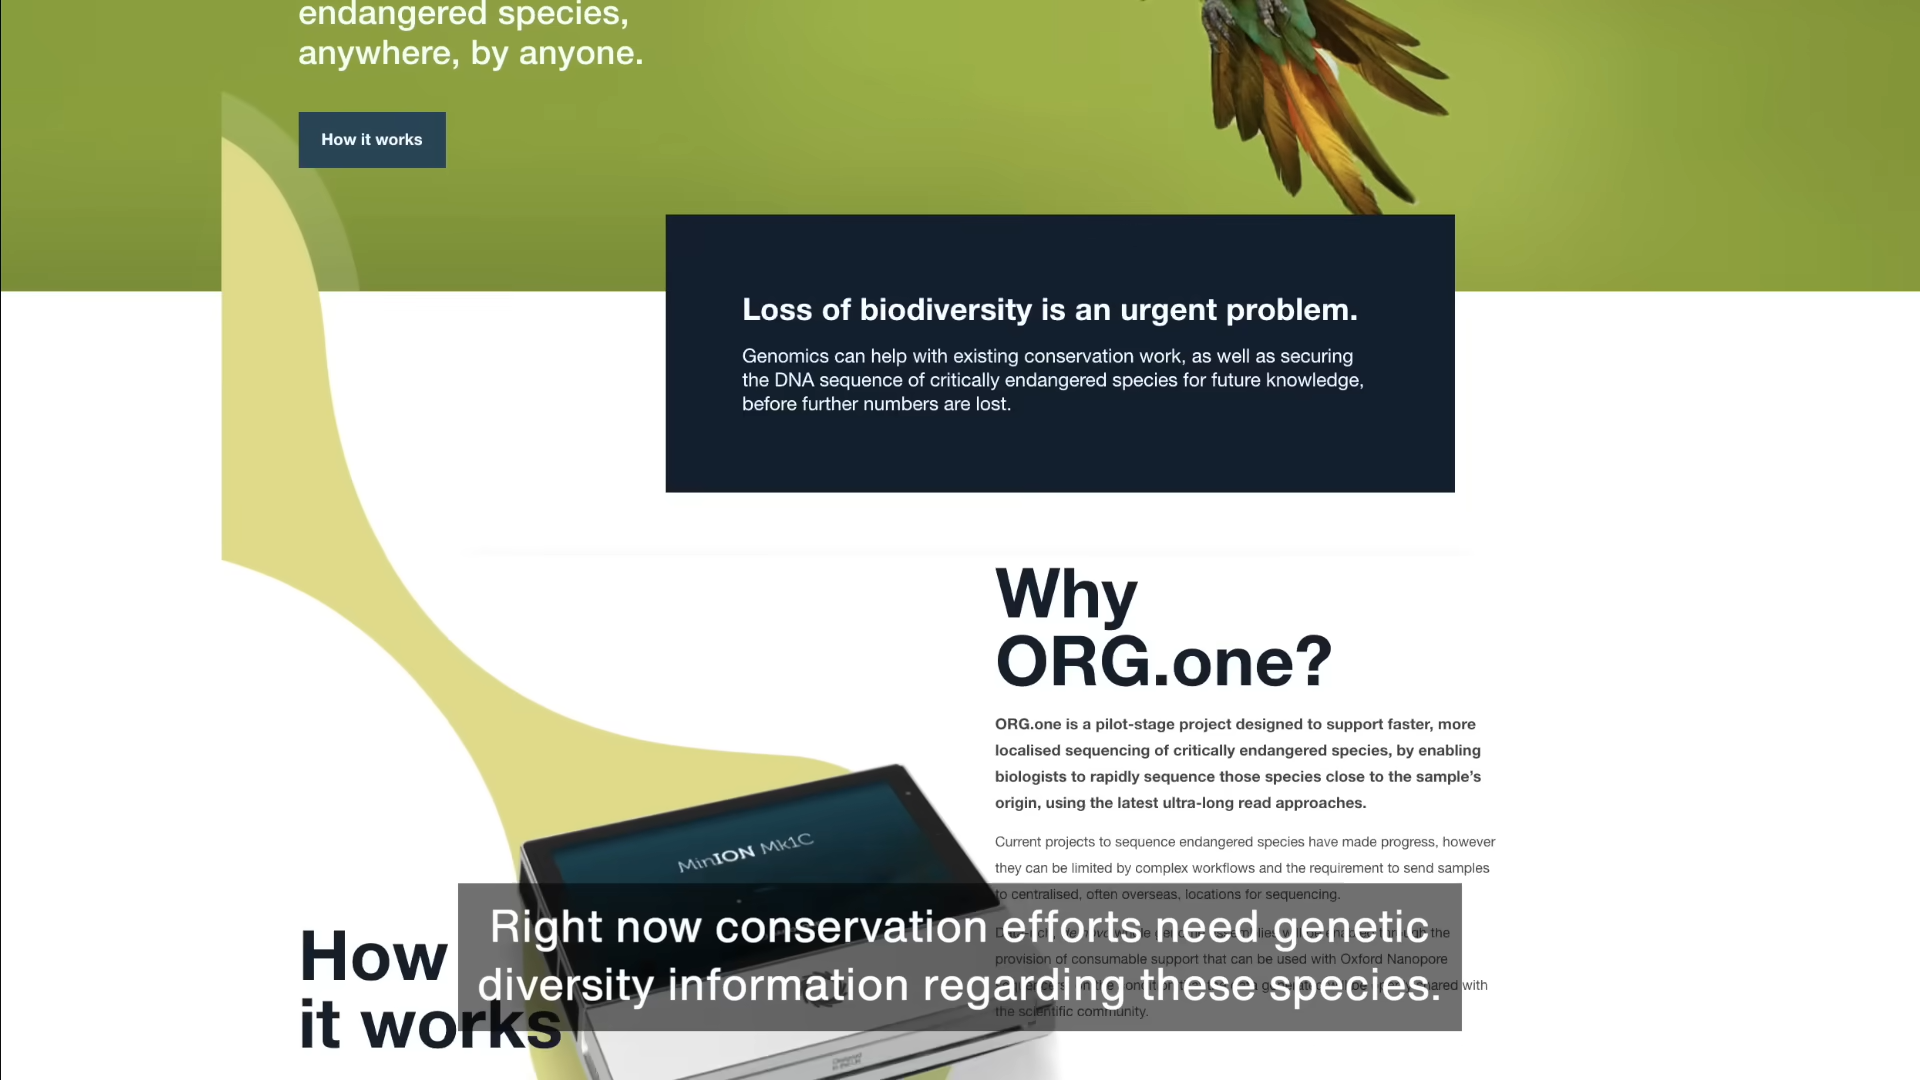 endangered species,
anywhere, by anyone.
How it works
Loss of biodiversity is an urgent problem.
Genomics can help with existing conservation work, as well as securing
the DNA sequence of critically endangered species for future knowledge,
before further numbers are lost.
Why
ORG.one?
ORG.one is a pilot-stage project designed to support faster, more
localised sequencing of critically endangered species, by enabling
biologists to rapidly sequence those species close to the sample's
origin, using the latest ultra-long read approaches.
Current projects to sequence endangered species have made progress, however
they can be limited by complex workflows and the requirement to send samples
to centralised, often overseas, locations for sequencing.
the
provision of consumable support that can be used with Oxford Nanopore
shared with
the scientific community.
MinION Mk1C
How
it works
Right now conservation efforts need genetic
diversity information regarding these species.